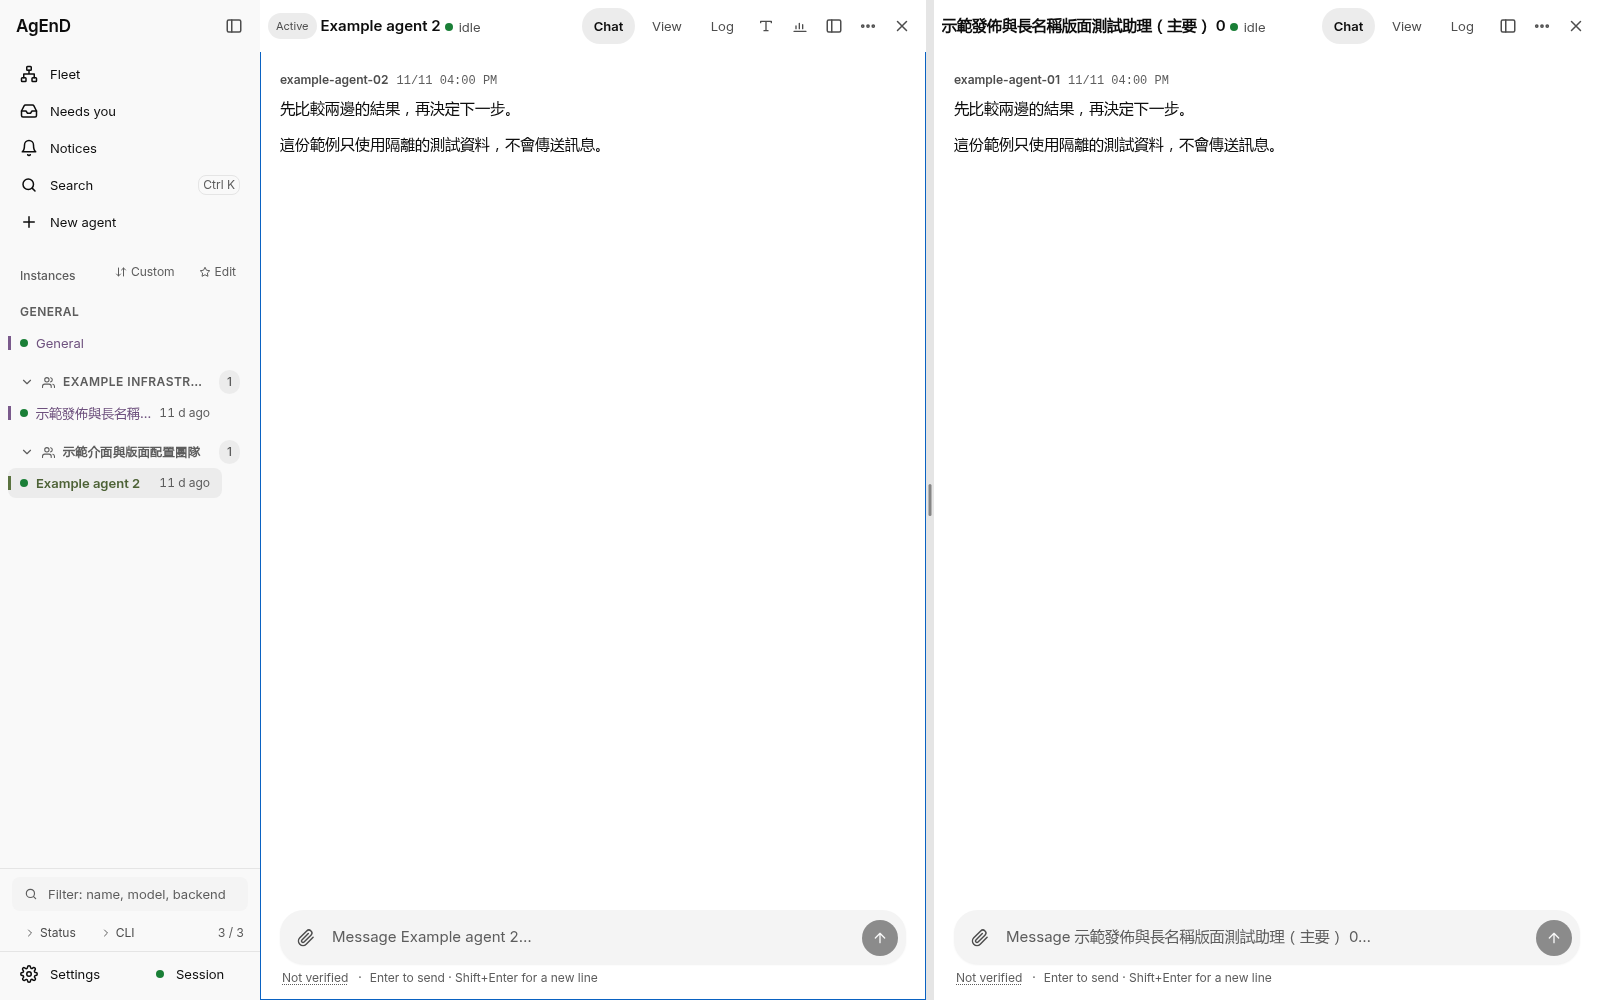 AgEnD
Fleet
Needs you
Notices
Search Ctrl K
New agent
Instances Custom Edit
GENERAL
General
EXAMPLE INFRASTR... 1
示範發佈與長名稱... 11 d ago
示範介面與版面配置團隊 1
Example agent 2 11 d ago
Filter: name, model, backend
Status CLI 3 / 3
Settings Session
Active Example agent 2 idle Chat View Log
example-agent-02 11/11 04:00 PM
先比較兩邊的結果，再決定下一步。
這份範例只使用隔離的測試資料，不會傳送訊息。
Message Example agent 2...
Not verified · Enter to send · Shift+Enter for a new line
示範發佈與長名稱版面測試助理（主要）0 idle Chat View Log
example-agent-01 11/11 04:00 PM
先比較兩邊的結果，再決定下一步。
這份範例只使用隔離的測試資料，不會傳送訊息。
Message 示範發佈與長名稱版面測試助理（主要）0...
Not verified · Enter to send · Shift+Enter for a new line